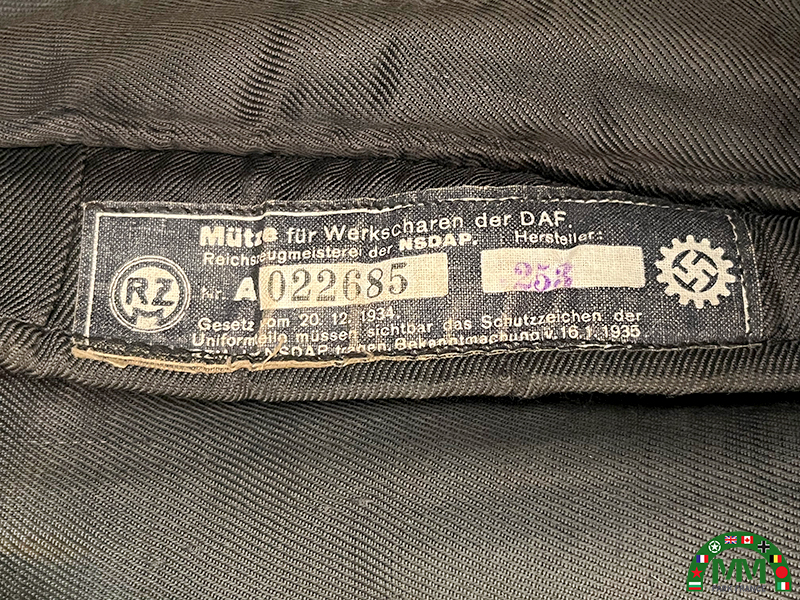 Mütze für Werkscharen der DAF.
Reichszeugmeisterei der NSDAP. Hersteller:
RZM
Nr. A 022685 253
Gesetz vom 20. 12. 1934.
Uniformteile müssen sichtbar das Schutzzeichen der
NSDAP. tragen. Bekanntmachung v. 16. 1. 1935
MM